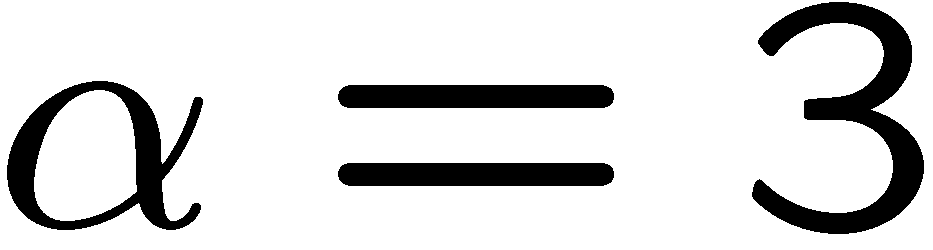 α = 3